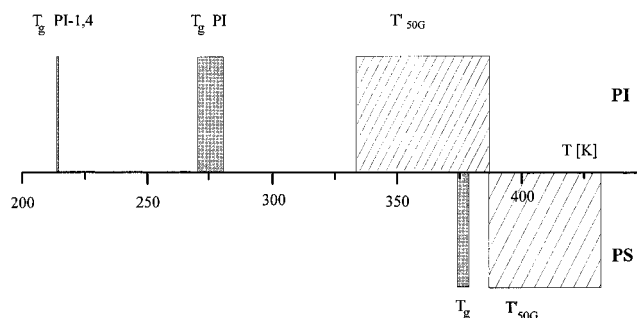 Tg PI-1,4 Tg PI T'50G
PI
T [K]
200 250 300 350 400
PS
Tg T'50G